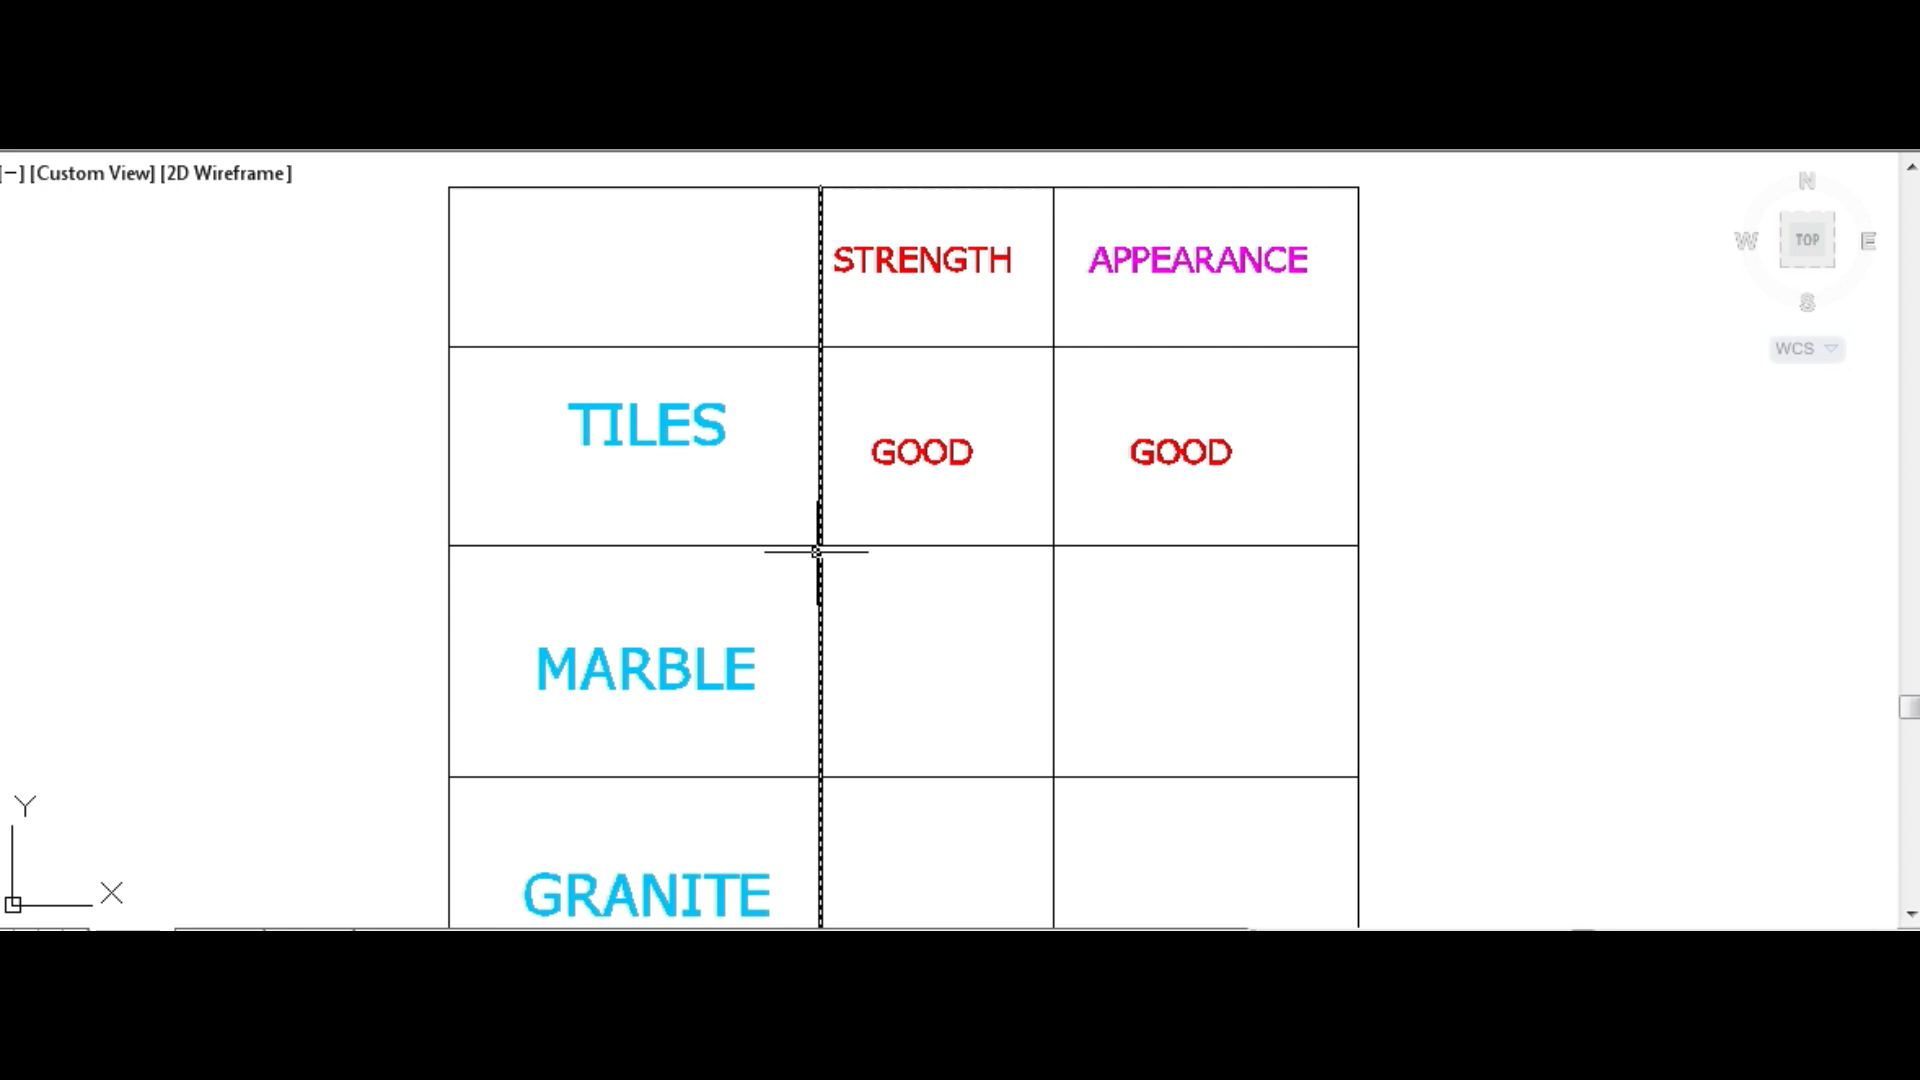 [−] [Custom View] [2D Wireframe]
N
W TOP E
S
WCS
STRENGTH APPEARANCE
TILES GOOD GOOD
MARBLE
GRANITE
Y
X